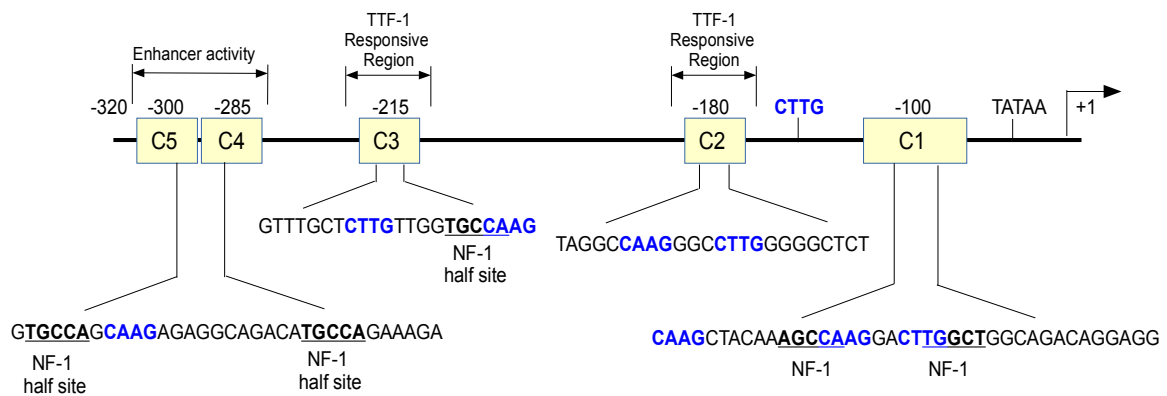 TTF-1
Responsive
Region
TTF-1
Responsive
Region
Enhancer activity
-320 -300 -285 -215 -180 CTTG -100 TATAA +1
C5 C4 C3 C2 C1
GTTTGCTCTTGTTGGTGCCAAG
NF-1
half site
TAGGCCAAGGGCCTTGGGGGCTCT
GTGCCAGCAAGAGAGGCAGACATGCCAGAAAGA
NF-1
half site
NF-1
half site
CAAGCTACAAAGCCAAGGACTTGGCTGGCAGACAGGAGG
NF-1 NF-1